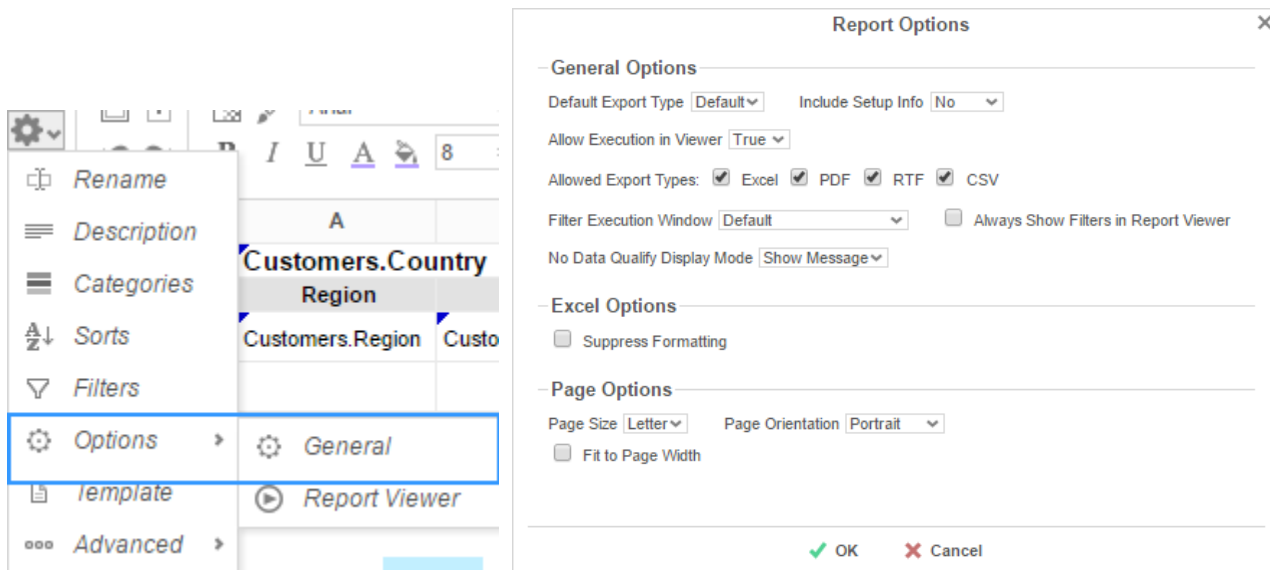 Report Options
General Options
Default Export Type Default Include Setup Info No
Allow Execution in Viewer True
Allowed Export Types: Excel PDF RTF CSV
Filter Execution Window Default Always Show Filters in Report Viewer
No Data Qualify Display Mode Show Message
Excel Options
Suppress Formatting
Page Options
Page Size Letter Page Orientation Portrait
Fit to Page Width
OK Cancel
I U A 8
Rename
Description
Categories
Sorts
Filters
Options
Template
Advanced
General
Report Viewer
A
Customers.Country
Region
Customers.Region Custo